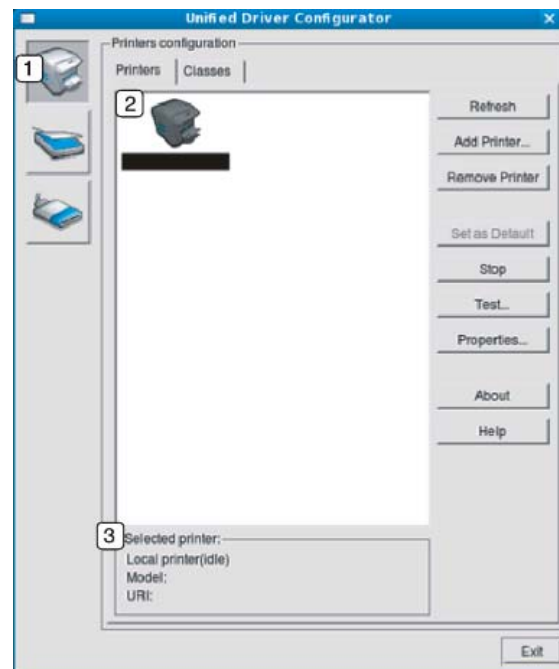 Unified Driver Configurator
Printers configuration
1
Printers Classes
2
Refresh
Add Printer...
Remove Printer
Set as Default
Stop
Test...
Properties...
About
Help
3
Selected printer:
Local printer(idle)
Model:
URI:
Exit